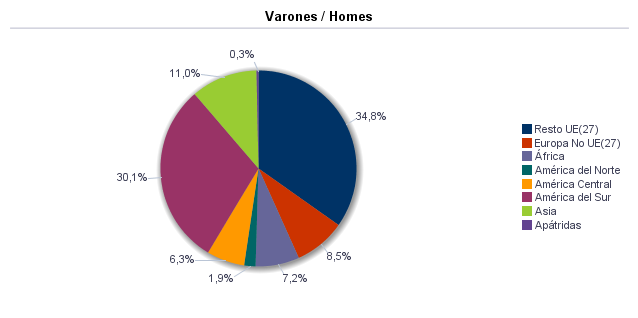 Varones / Homes
0,3%
11,0%
34,8%
30,1%
6,3%
1,9%
7,2%
8,5%
Resto UE(27)
Europa No UE(27)
África
América del Norte
América Central
América del Sur
Asia
Apátridas